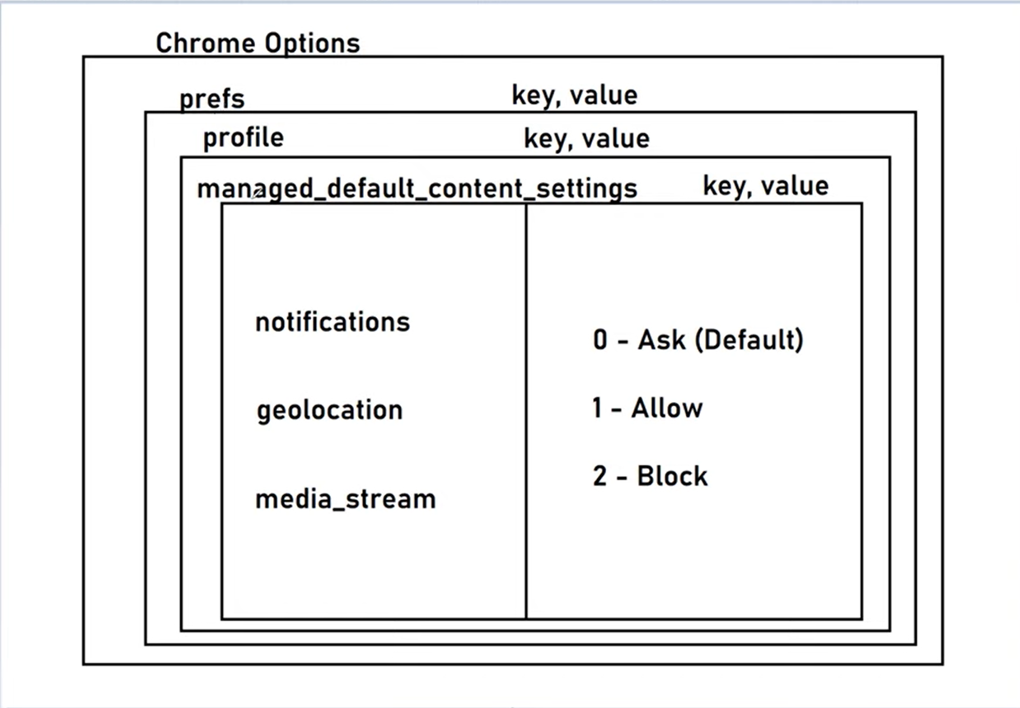 Chrome Options
prefs key, value
profile key, value
managed_default_content_settings key, value
notifications
0 - Ask (Default)
geolocation
1 - Allow
2 - Block
media_stream